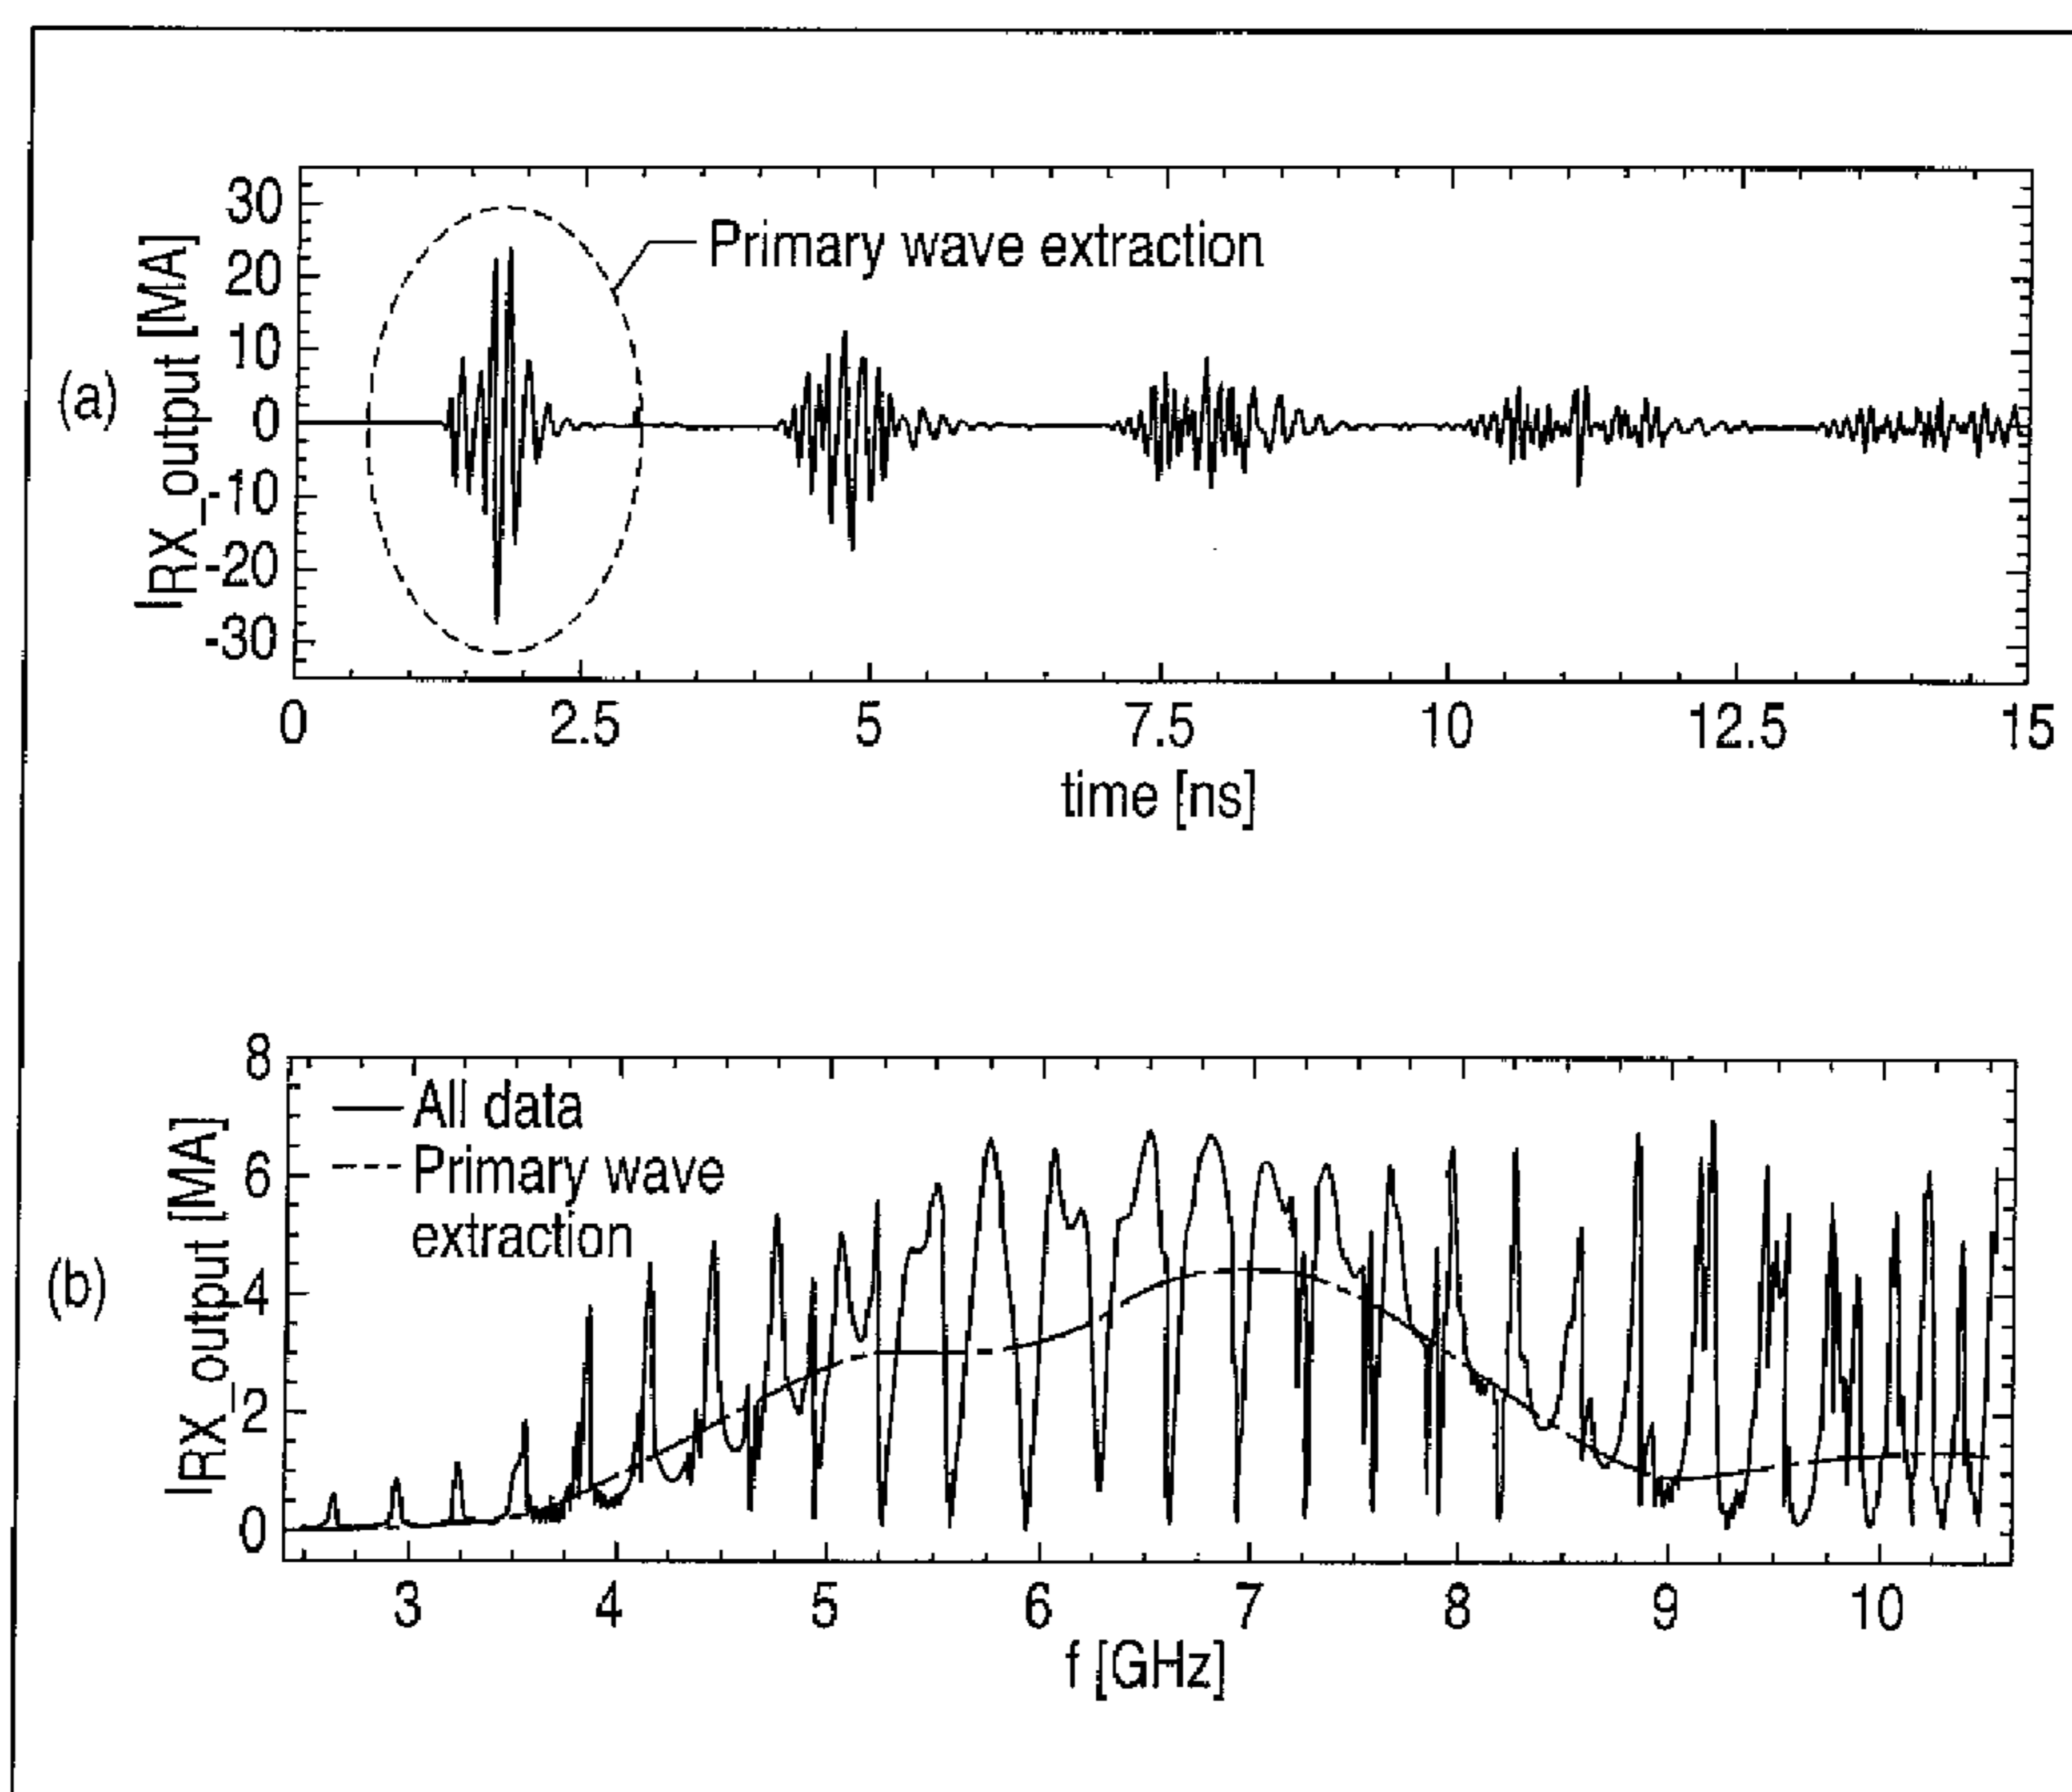 (a)
IRX_output [MA]
30
20
10
0
-10
-20
-30
Primary wave extraction
0 2.5 5 7.5 10 12.5 15
time [ns]
(b)
IRX_output [MA]
8
6
4
2
0
All data
Primary wave
extraction
3 4 5 6 7 8 9 10
f [GHz]